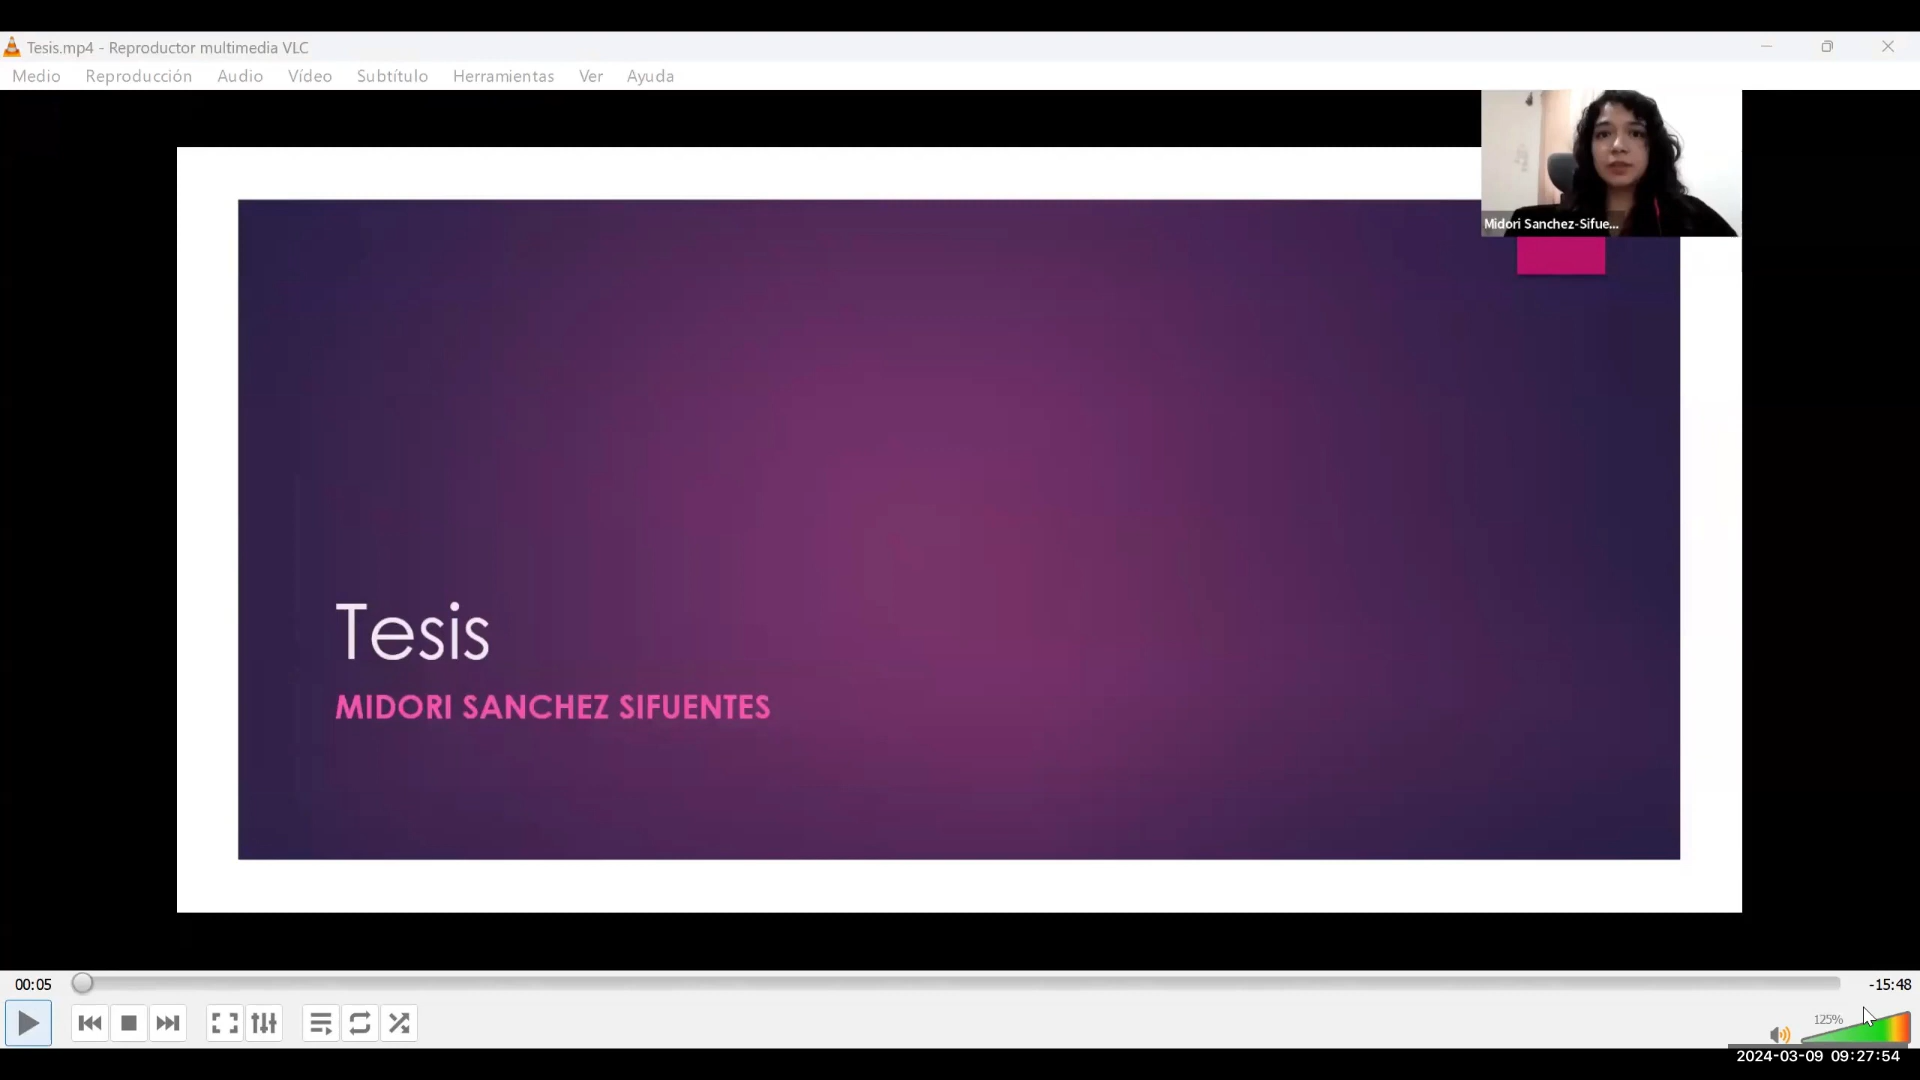 Tesis.mp4 - Reproductor multimedia VLC
Medio Reproducción Audio Vídeo Subtítulo Herramientas Ver Ayuda
Midori Sanchez-Sifue...
Tesis
MIDORI SANCHEZ SIFUENTES
00:05
-15:48
125%
2024-03-09 09:27:54